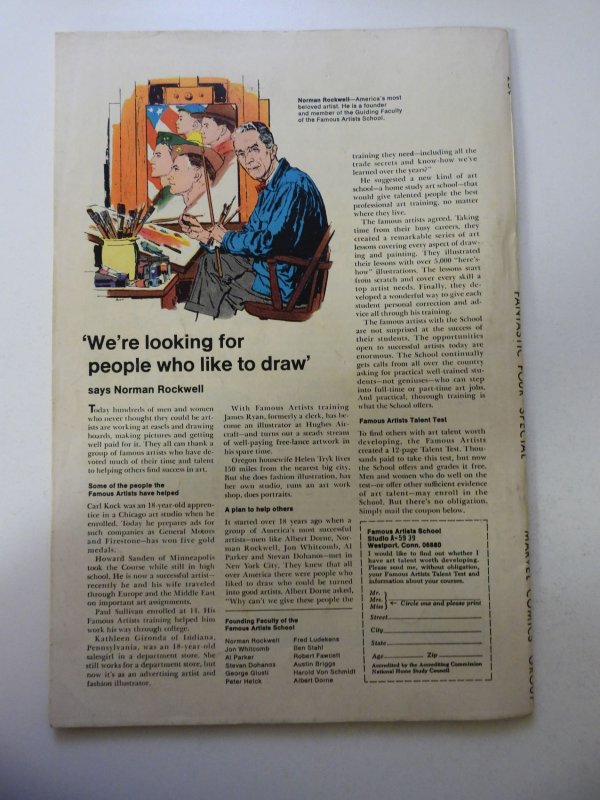 Norman Rockwell—America's most
beloved artist. He is a founder
and member of the Guiding Faculty
of the Famous Artists School.
'We're looking for
people who like to draw'
says Norman Rockwell
Today hundreds of men and women
who never thought they could be art-
ists are working at easels and drawing
boards, making pictures and getting
well paid for it. They all can thank a
group of famous artists who have de-
voted much of their time and talent
to helping others find success in art.
Some of the people the
Famous Artists have helped
Carl Kock was an 18-year-old appren-
tice in a Chicago art studio when he
enrolled. Today he prepares ads for
such companies as General Motors
and Firestone—has won five gold
medals.
Howard Sanden of Minneapolis
took the Course while still in high
school. He is now a successful artist—
recently he and his wife traveled
through Europe and the Middle East
on important art assignments.
Paul Sullivan enrolled at 41. His
Famous Artists training helped him
work his way through college.
Kathleen Gironda of Indiana,
Pennsylvania, was an 18-year-old
salesgirl in a department store. She
still works for a department store, but
now it's as an advertising artist and
fashion illustrator.
With Famous Artists training
James Ryan, formerly a clerk, has be-
come an illustrator at Hughes Air-
craft—and turns out a steady stream
of well-paying free-lance artwork in
his spare time.
Oregon housewife Helen Tryk lives
150 miles from the nearest big city.
But she does fashion illustration, has
her own studio, runs an art work
shop, does portraits.
A plan to help others
It started over 18 years ago when a
group of America's most successful
artists—men like Albert Dorne, Nor-
man Rockwell, Jon Whitcomb, Al
Parker and Stevan Dohanos—met in
New York City. They knew that all
over America there were people who
liked to draw who could be turned
into good artists. Albert Dorne asked,
"Why can't we give these people the
Founding Faculty of the
Famous Artists School
Norman Rockwell
Jon Whitcomb
Al Parker
Stevan Dohanos
George Giusti
Peter Helck
Fred Ludekens
Ben Stahl
Robert Fawcett
Austin Briggs
Harold Von Schmidt
Albert Dorne
training they need—including all the
trade secrets and know-how we've
learned over the years?"
He suggested a new kind of art
school—a home study art school—that
would give talented people the best
professional art training, no matter
where they live.
The famous artists agreed. Taking
time from their busy careers, they
created a remarkable series of art
lessons covering every aspect of draw-
ing and painting. They illustrated
their lessons with over 5,000 "here's-
how" illustrations. The lessons start
from scratch and cover every skill a
top artist needs. Finally, they de-
veloped a wonderful way to give each
student personal correction and ad-
vice all through his training.
The famous artists with the School
are not surprised at the success of
their students. The opportunities
open to successful artists today are
enormous. The School continually
gets calls from all over the country
asking for practical well-trained stu-
dents—not geniuses—who can step
into full-time or part-time art jobs.
And practical, thorough training is
what the School offers.
Famous Artists Talent Test
To find others with art talent worth
developing, the Famous Artists
created a 12-page Talent Test. Thou-
sands paid to take this test, but now
the School offers and grades it free.
Men and women who do well on the
test—or offer other sufficient evidence
of art talent—may enroll in the
School. But there's no obligation.
Simply mail the coupon below.
Famous Artists School
Studio A-5939
Westport, Conn. 06880
I would like to find out whether I
have art talent worth developing.
Please send me, without obligation,
your Famous Artists Talent Test and
information about your courses.
Mr.
Mrs.
Miss
Circle one and please print
Street
City
State
Age Zip
Accredited by the Accrediting Commission
National Home Study Council
FANTASTIC FOUR SPECIAL
MARVEL COMICS GROUP